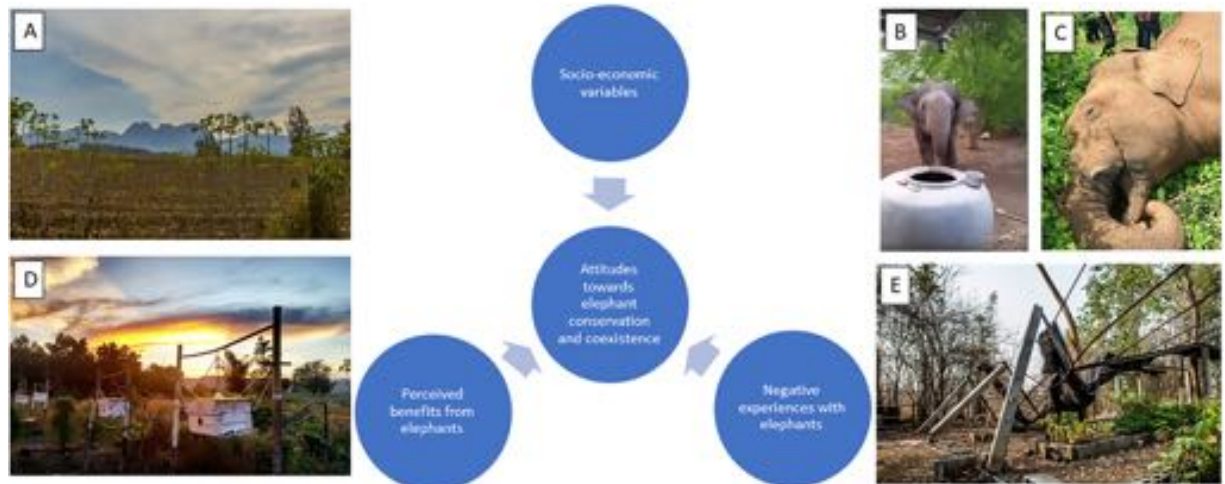 A
Socio-economic
variables
B
C
D
Attitudes
towards
elephant
conservation
and coexistence
E
Perceived
benefits from
elephants
Negative
experiences with
elephants